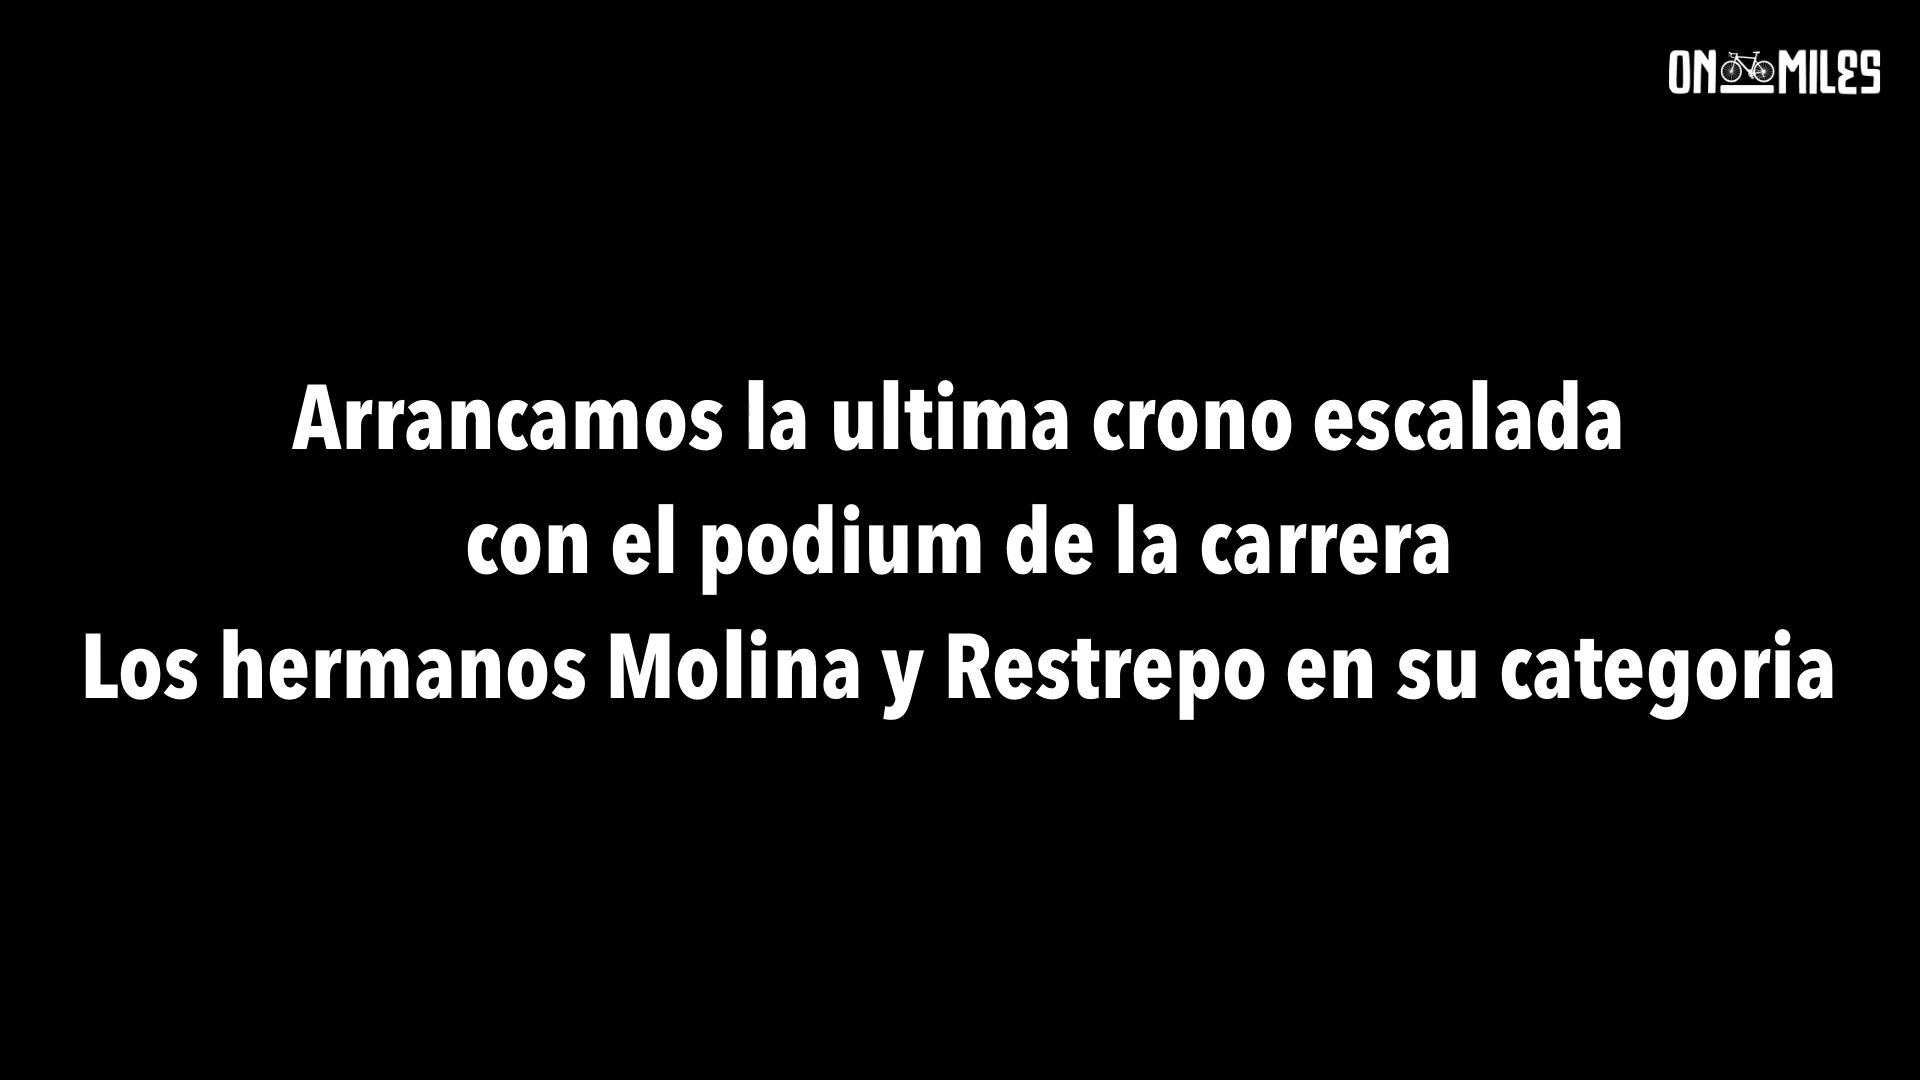 ON MILES
Arrancamos la ultima crono escalada
con el podium de la carrera
Los hermanos Molina y Restrepo en su categoria